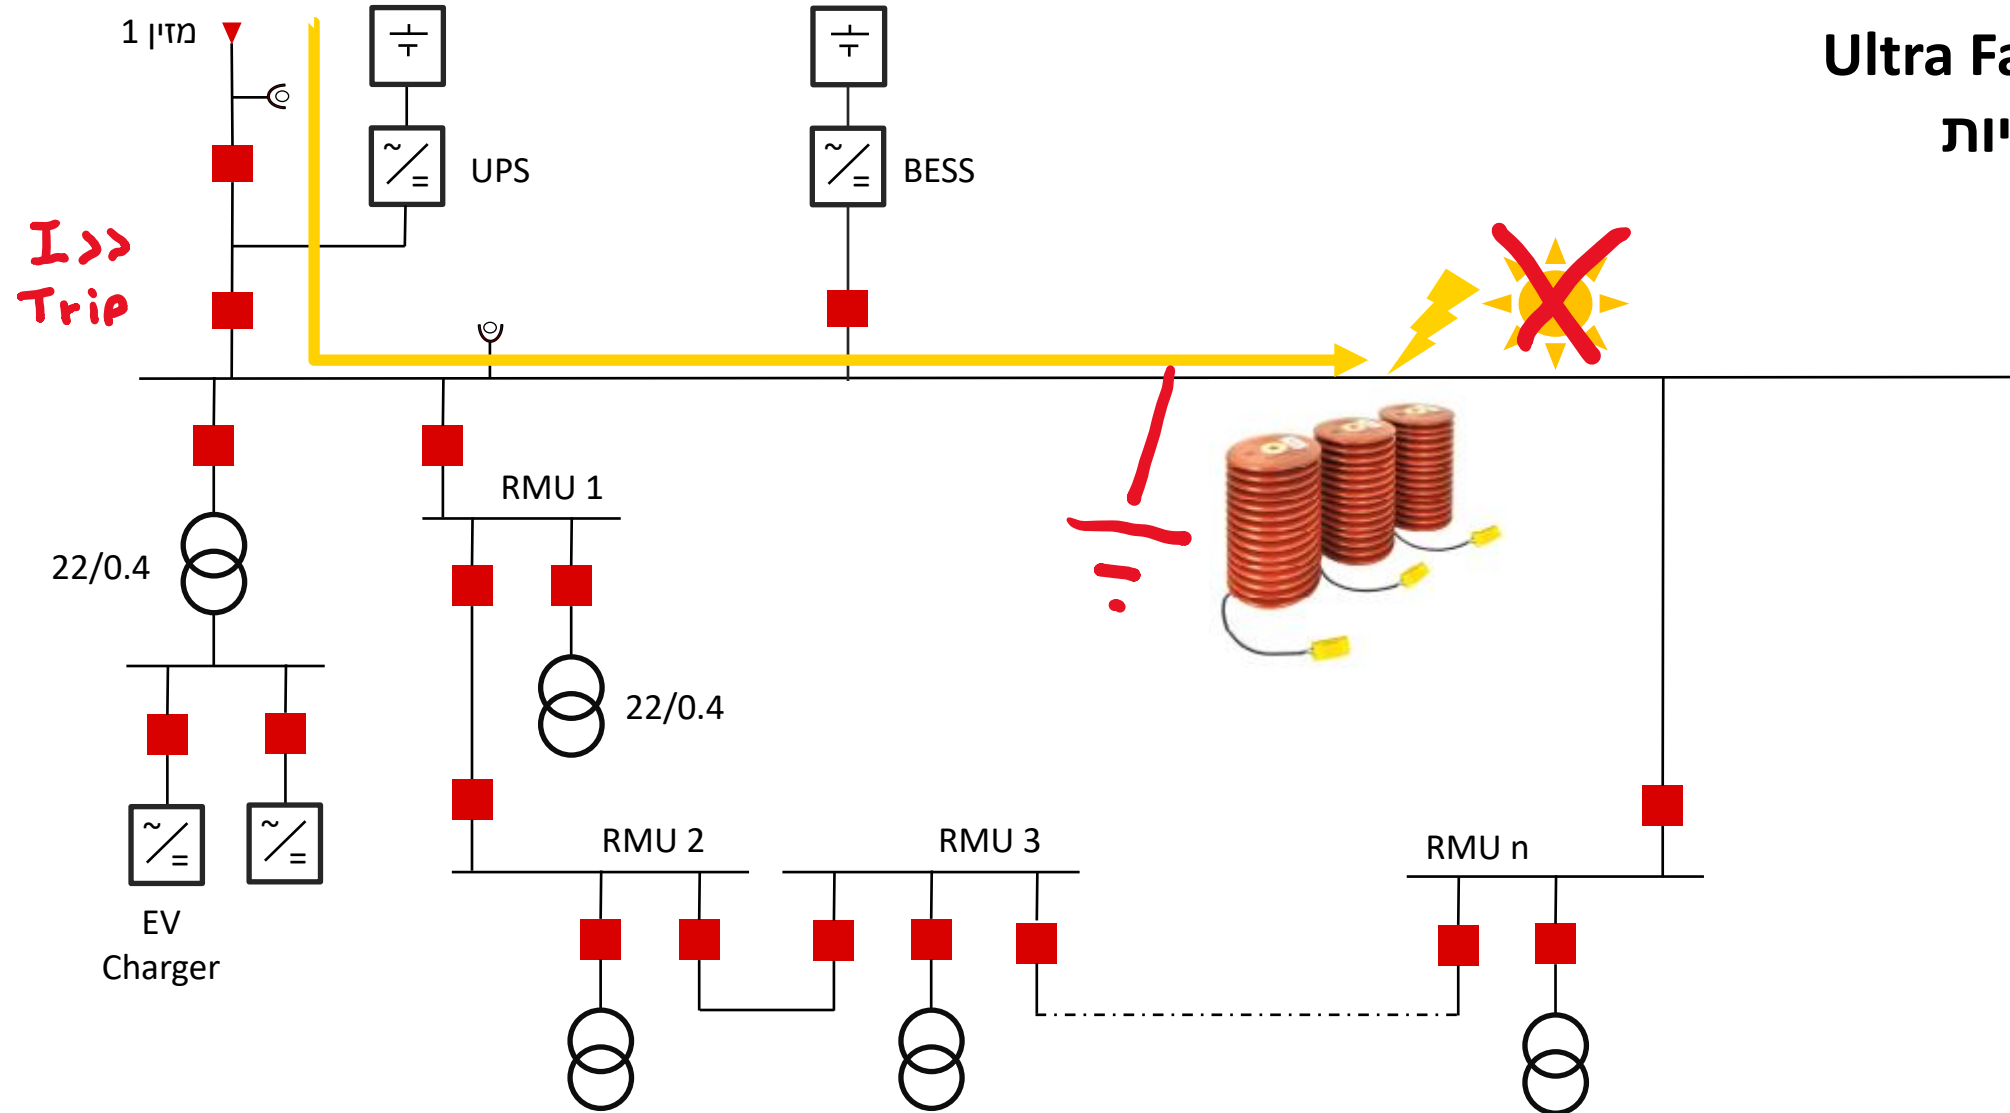 מזין 1
Ultra Fa
יות
UPS
BESS
I>>
Trip
RMU 1
22/0.4
22/0.4
RMU 2
RMU 3
RMU n
EV
Charger